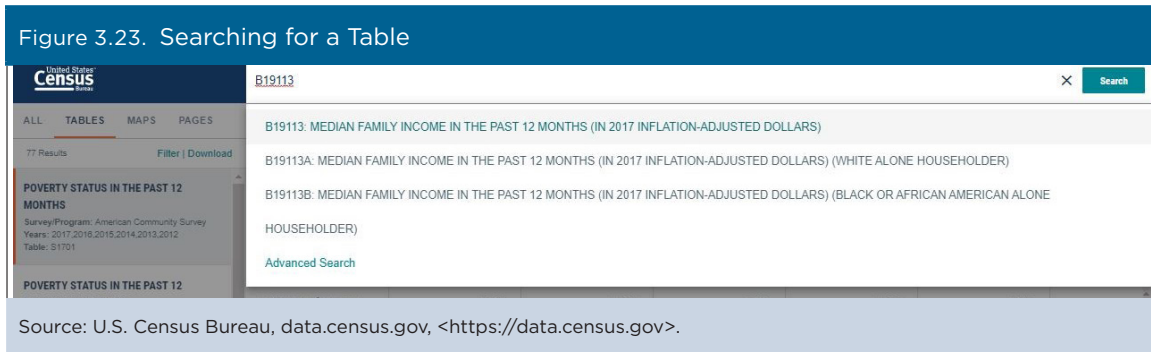 Figure 3.23. Searching for a Table
United States®
Census
Bureau
B19113
X
Search
ALL TABLES MAPS PAGES
77 Results Filter | Download
B19113: MEDIAN FAMILY INCOME IN THE PAST 12 MONTHS (IN 2017 INFLATION-ADJUSTED DOLLARS)
B19113A: MEDIAN FAMILY INCOME IN THE PAST 12 MONTHS (IN 2017 INFLATION-ADJUSTED DOLLARS) (WHITE ALONE HOUSEHOLDER)
B19113B: MEDIAN FAMILY INCOME IN THE PAST 12 MONTHS (IN 2017 INFLATION-ADJUSTED DOLLARS) (BLACK OR AFRICAN AMERICAN ALONE
HOUSEHOLDER)
Advanced Search
POVERTY STATUS IN THE PAST 12
MONTHS
Survey/Program: American Community Survey
Years: 2017,2016,2015,2014,2013,2012
Table: S1701
POVERTY STATUS IN THE PAST 12
Source: U.S. Census Bureau, data.census.gov, <https://data.census.gov>.